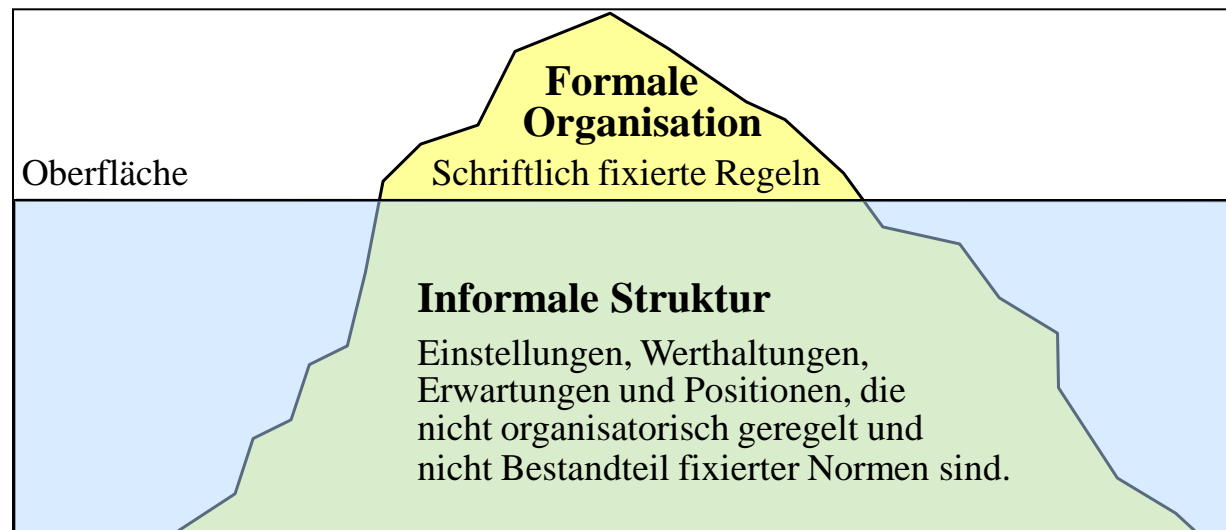 Formale
Organisation
Oberfläche
Schriftlich fixierte Regeln
Informale Struktur
Einstellungen, Werthaltungen,
Erwartungen und Positionen, die
nicht organisatorisch geregelt und
nicht Bestandteil fixierter Normen sind.